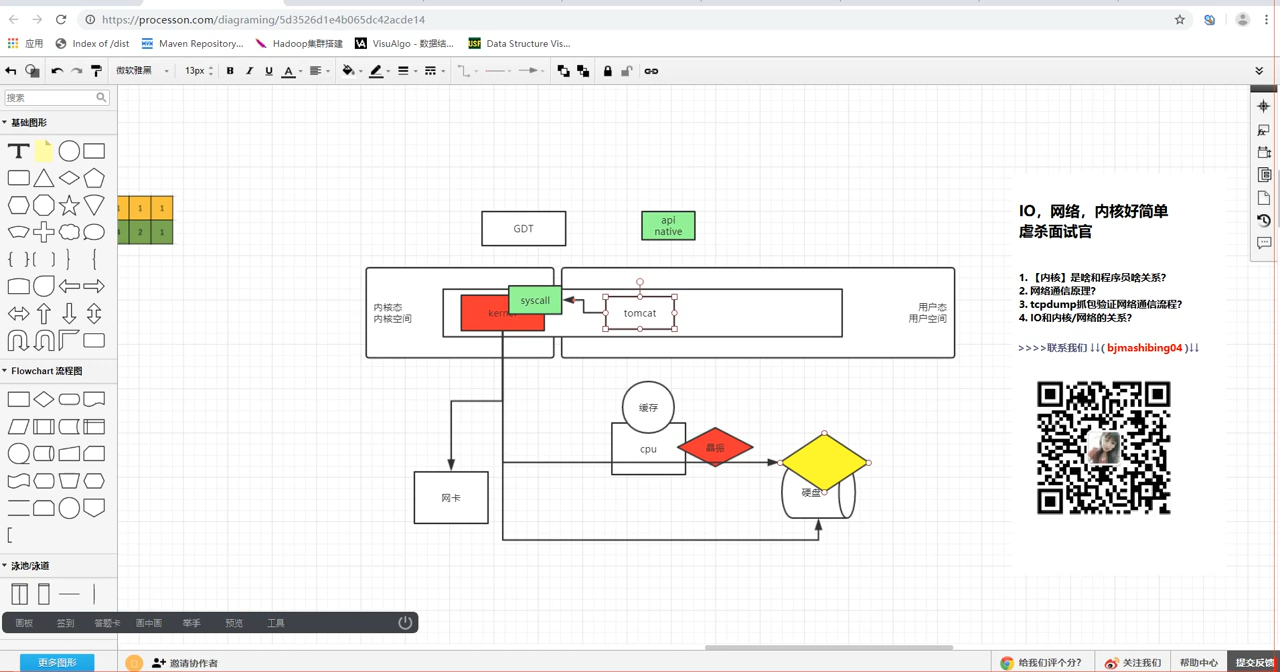 https://processon.com/diagraming/5d3526d1e4b065dc42acde14
应用
Index of /dist
Maven Repository...
Hadoop集群搭建
VisuAlgo - 数据结...
Data Structure Vis...
微软雅黑
13px
B
I
U
A
搜索
基础图形
T
1
1
2
1
GDT
api
native
内核态
内核空间
syscall
tomcat
用户态
用户空间
缓存
cpu
晶振
网卡
硬盘
IO，网络，内核好简单
虐杀面试官
1. 【内核】是啥和程序员啥关系?
2. 网络通信原理?
3. tcpdump抓包验证网络通信流程?
4. IO和内核/网络的关系?
>>>>联系我们 ↓↓( bjmashibing04 )↓↓
Flowchart 流程图
泳池/泳道
画板
签到
答题卡
画中画
举手
预览
工具
更多图形
邀请协作者
给我们评个分?
关注我们
帮助中心
提交反馈